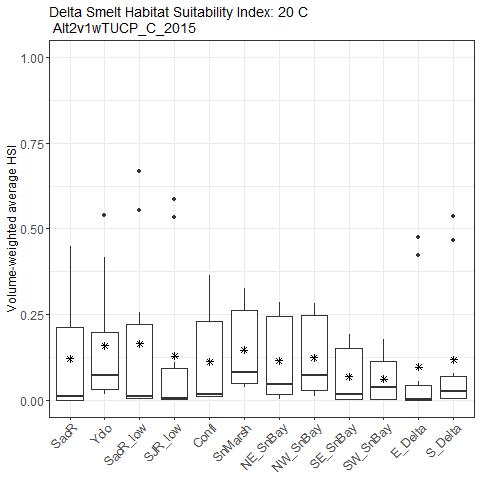 Delta Smelt Habitat Suitability Index: 20 C
Alt2v1wTUCP_C_2015
Volume-weighted average HSI
1.00
0.75
0.50
0.25
0.00
SacR
Yolo
SacR_low
SJR_low
Confl
SnMarsh
NE_SnBay
NW_SnBay
SE_SnBay
SW_SnBay
E_Delta
S_Delta